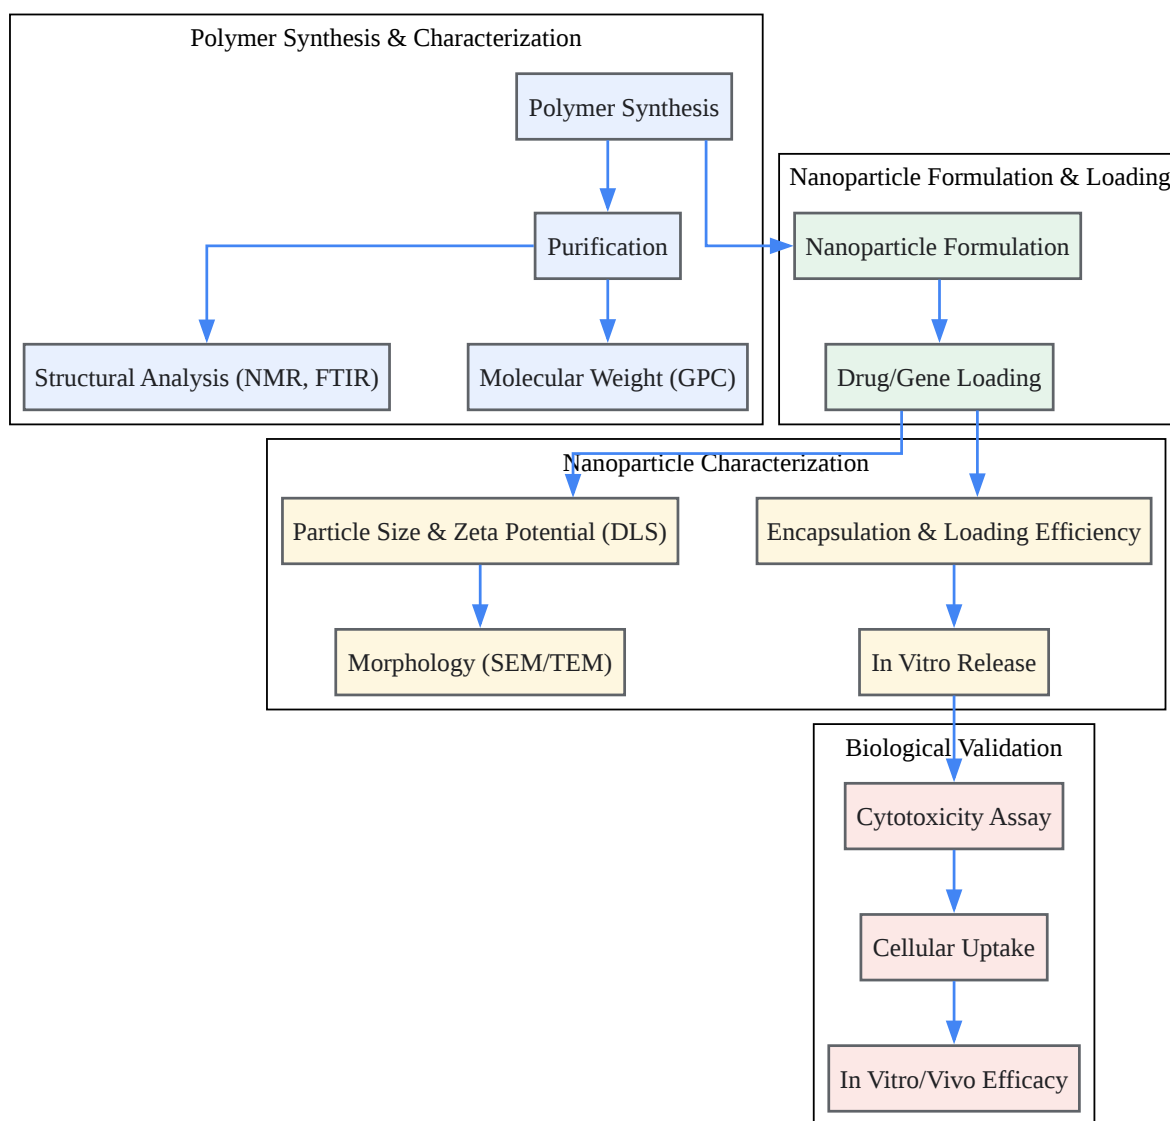 Polymer Synthesis & Characterization
Polymer Synthesis
Nanoparticle Formulation & Loading
Purification
Nanoparticle Formulation
Structural Analysis (NMR, FTIR)
Molecular Weight (GPC)
Drug/Gene Loading
Nanoparticle Characterization
Particle Size & Zeta Potential (DLS)
Encapsulation & Loading Efficiency
Morphology (SEM/TEM)
In Vitro Release
Biological Validation
Cytotoxicity Assay
Cellular Uptake
In Vitro/Vivo Efficacy